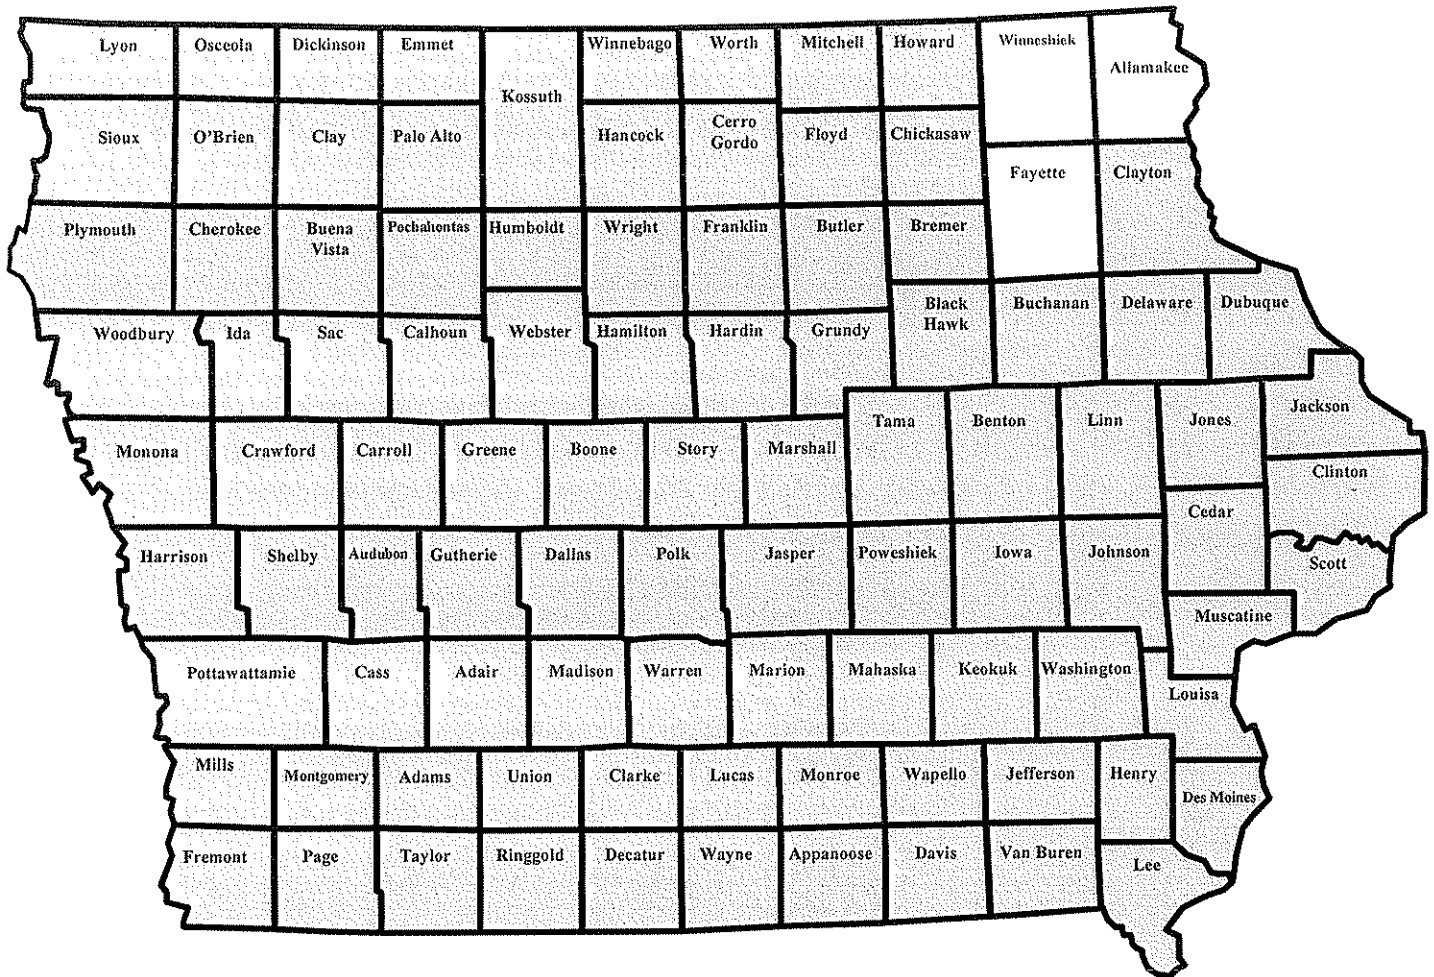 Lyon
Osceola
Dickinson
Emmet
Kossuth
Winnebago
Worth
Mitchell
Howard
Winneshiek
Allamakee
Sioux
O'Brien
Clay
Palo Alto
Hancock
Cerro
Gordo
Floyd
Chickasaw
Fayette
Clayton
Plymouth
Cherokee
Buena
Vista
Pochahontas
Humboldt
Wright
Franklin
Butler
Bremer
Woodbury
Ida
Sac
Calhoun
Webster
Hamilton
Hardin
Grundy
Black
Hawk
Buchanan
Delaware
Dubuque
Monona
Crawford
Carroll
Greene
Boone
Story
Marshall
Tama
Benton
Linn
Jones
Jackson
Clinton
Cedar
Harrison
Shelby
Audubon
Gutherie
Dallas
Polk
Jasper
Poweshiek
Iowa
Johnson
Scott
Muscatine
Pottawattamie
Cass
Adair
Madison
Warren
Marion
Mahaska
Keokuk
Washington
Louisa
Mills
Montgomery
Adams
Union
Clarke
Lucas
Monroe
Wapello
Jefferson
Henry
Des Moines
Fremont
Page
Taylor
Ringgold
Decatur
Wayne
Appanoose
Davis
Van Buren
Lee